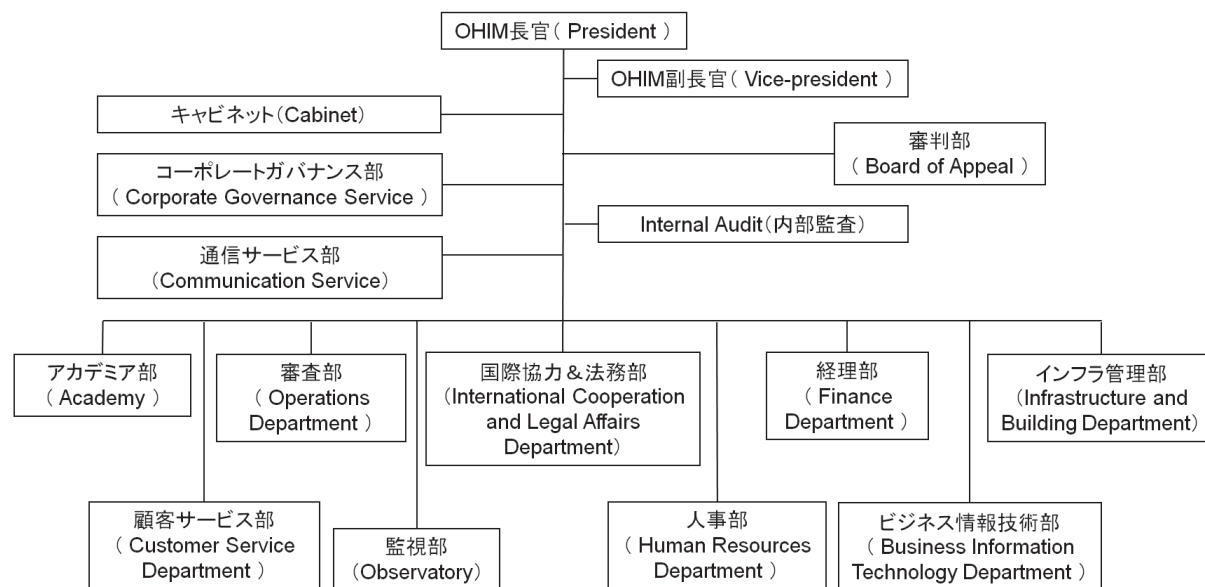 OHIM長官( President )
OHIM副長官( Vice-president )
キャビネット(Cabinet)
審判部
( Board of Appeal )
コーポレートガバナンス部
( Corporate Governance Service )
Internal Audit(内部監査)
通信サービス部
(Communication Service)
アカデミア部
( Academy )
審査部
( Operations
Department )
国際協力&法務部
(International Cooperation
and Legal Affairs
Department)
経理部
( Finance
Department )
インフラ管理部
(Infrastructure and
Building Department)
顧客サービス部
( Customer Service
Department )
監視部
(Observatory)
人事部
( Human Resources
Department )
ビジネス情報技術部
( Business Information
Technology Department )